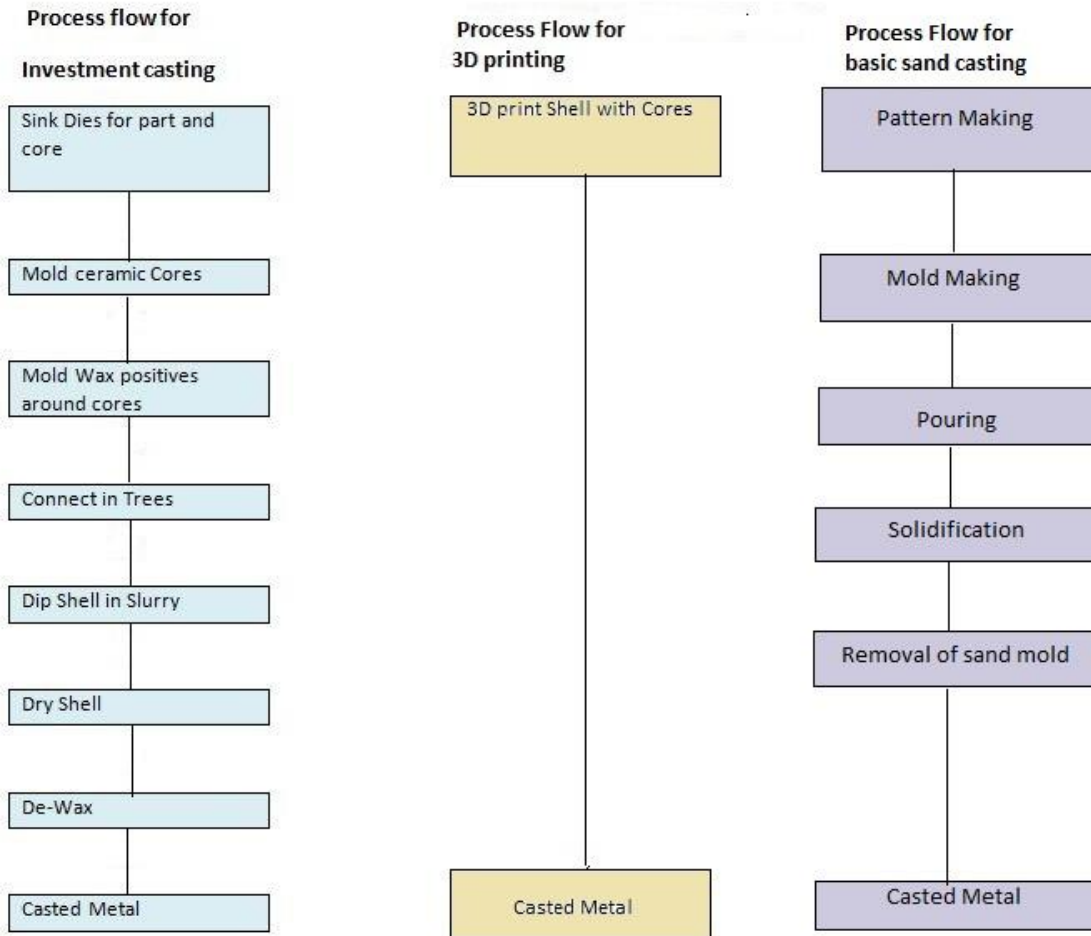 Process flow for
Investment casting
Sink Dies for part and
core
Mold ceramic Cores
Mold Wax positives
around cores
Connect in Trees
Dip Shell in Slurry
Dry Shell
De-Wax
Casted Metal
Process Flow for
3D printing
3D print Shell with Cores
Casted Metal
Process Flow for
basic sand casting
Pattern Making
Mold Making
Pouring
Solidification
Removal of sand mold
Casted Metal